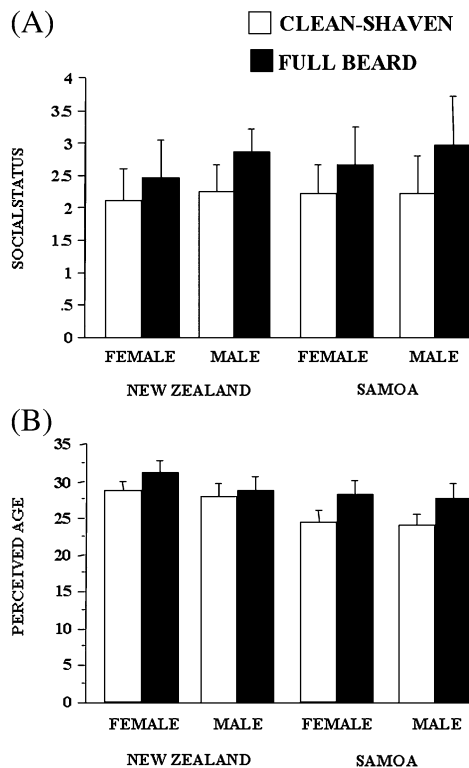 (A)
CLEAN-SHAVEN
FULL BEARD
SOCIALSTATUS
4
3.5
3
2.5
2
1.5
1
.5
0
FEMALE MALE FEMALE MALE
NEW ZEALAND SAMOA
(B)
PERCEIVED AGE
35
30
25
20
15
10
5
0
FEMALE MALE FEMALE MALE
NEW ZEALAND SAMOA